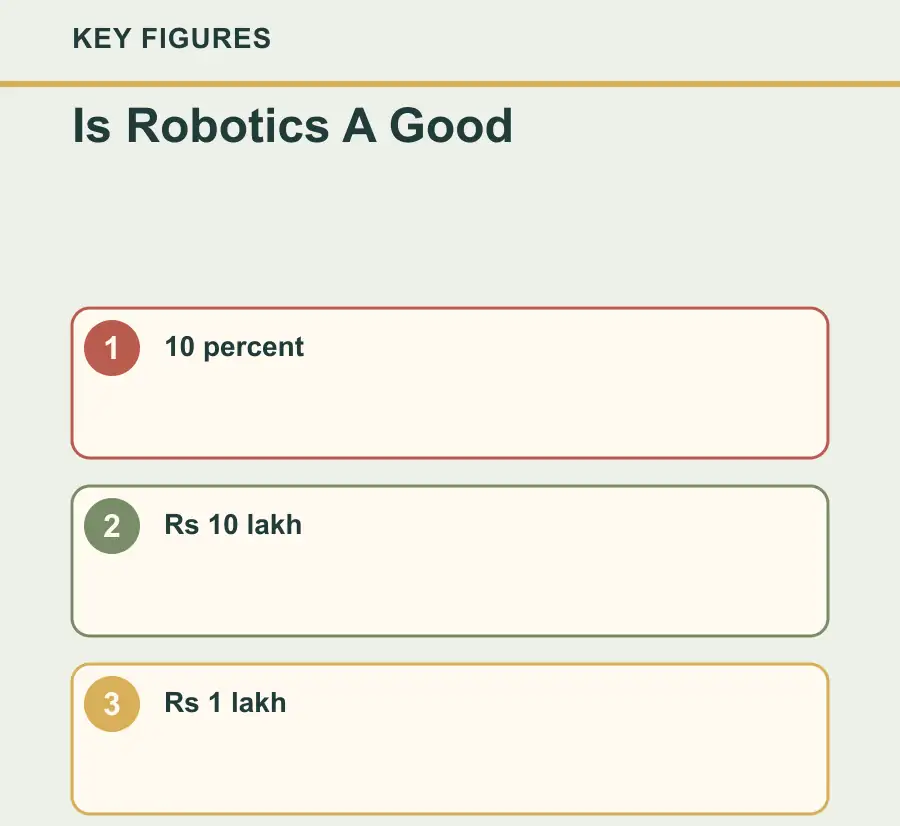 KEY FIGURES
Is Robotics A Good
1 10 percent
2 Rs 10 lakh
3 Rs 1 lakh